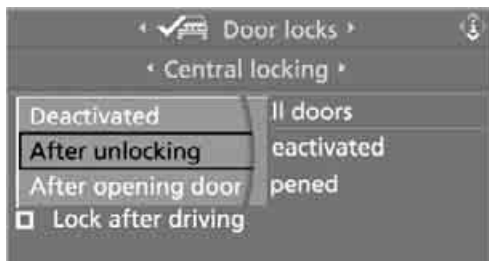 Door locks
Central locking
Deactivated ll doors
After unlocking eactivated
After opening door pened
Lock after driving